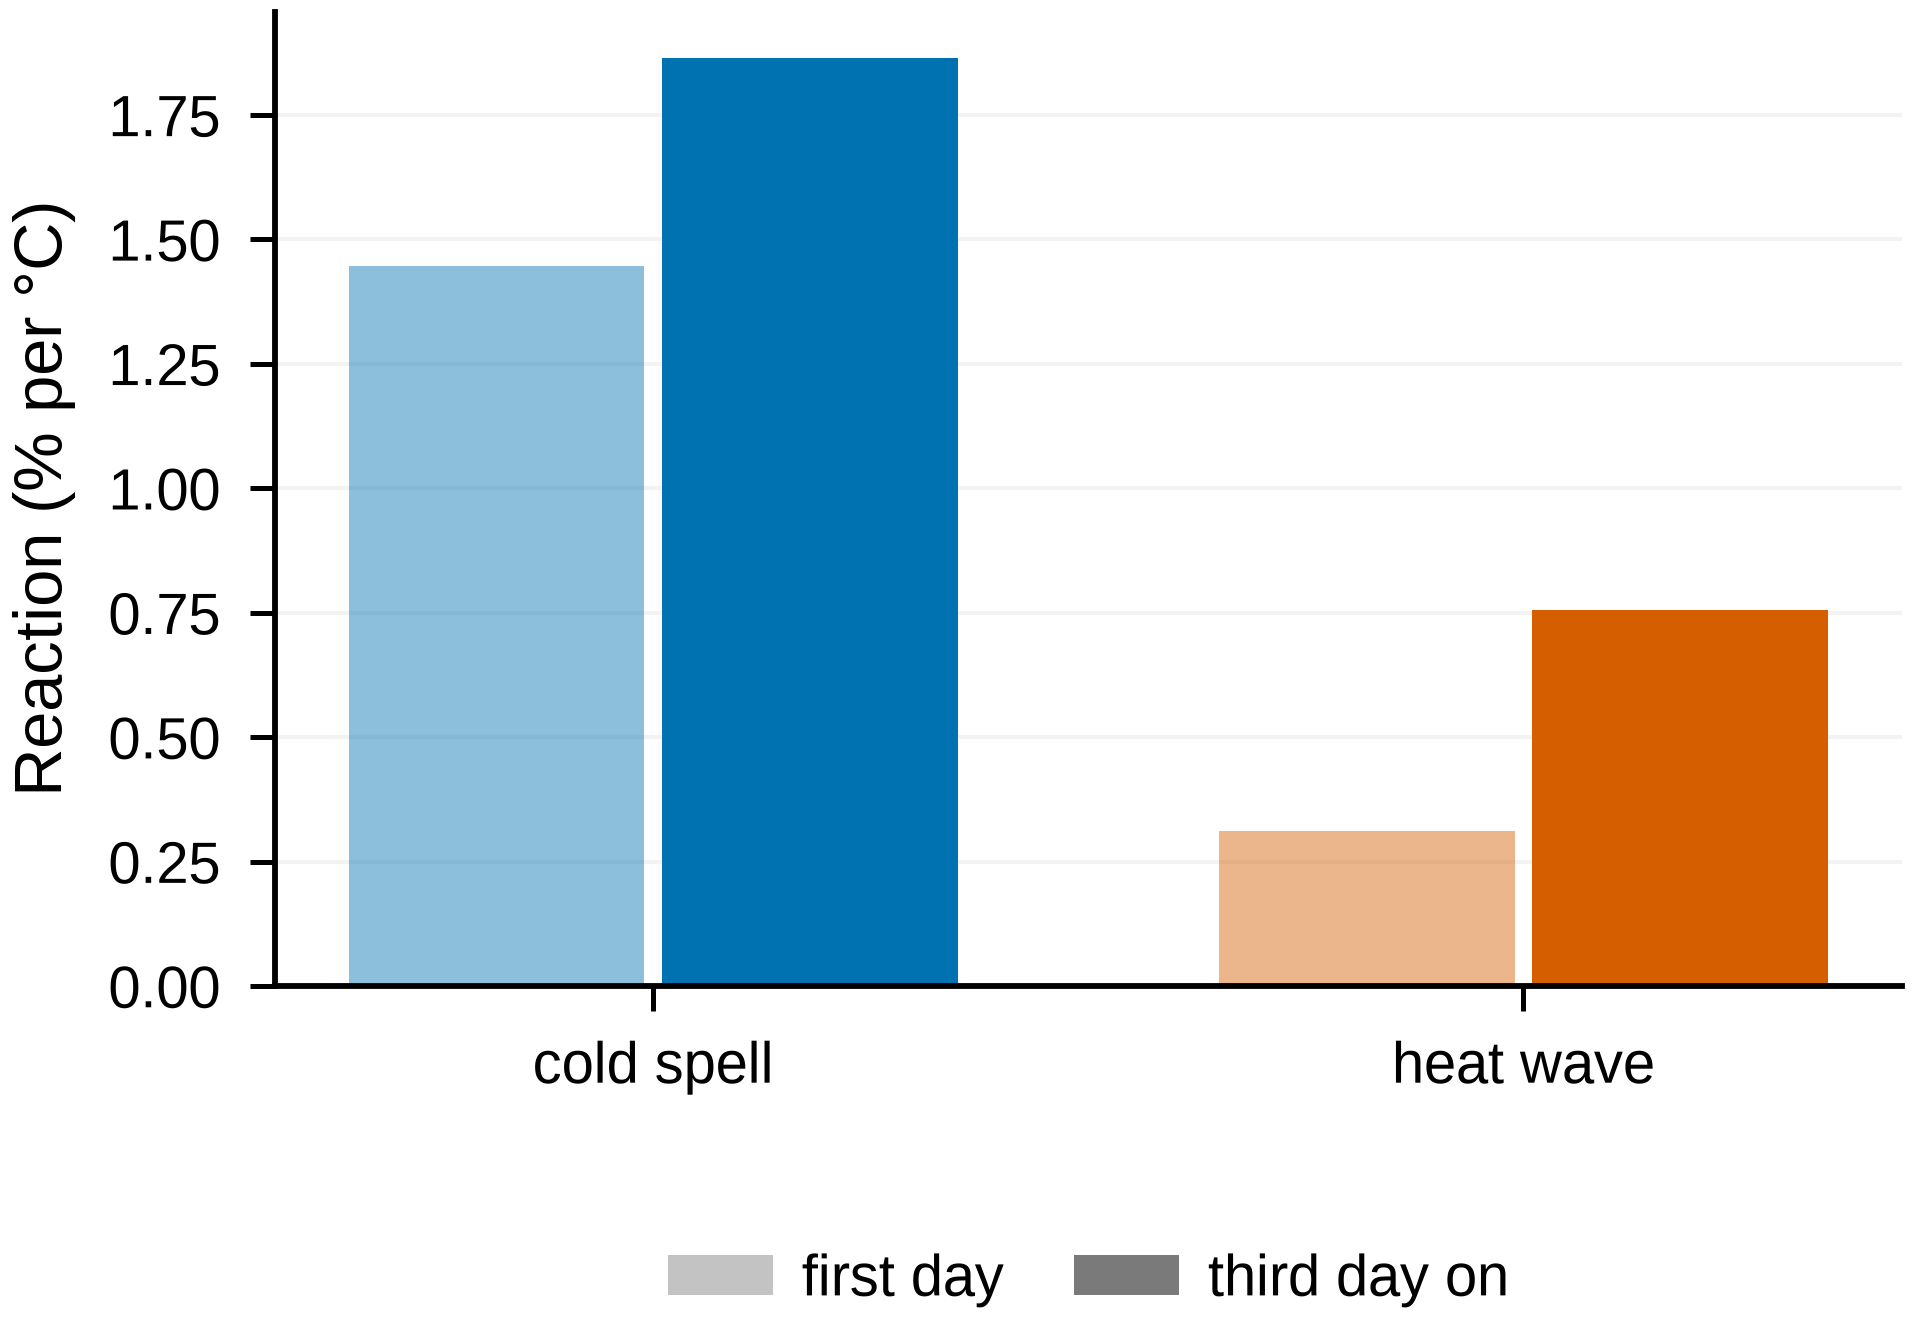 Reaction (% per °C)
1.75
1.50
1.25
1.00
0.75
0.50
0.25
0.00
cold spell heat wave
first day third day on